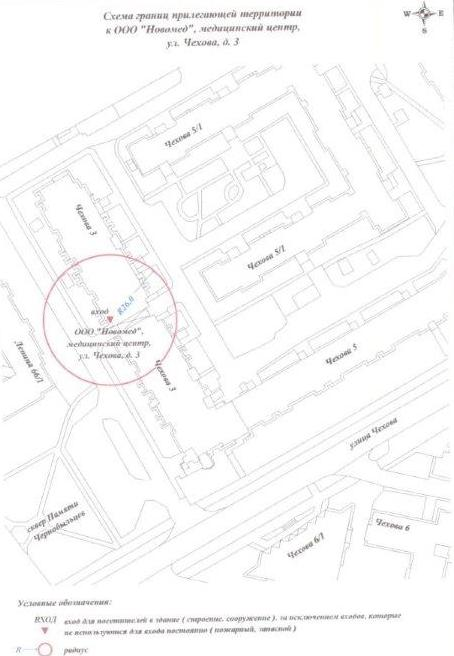 Схема границ прилегающей территории
к ООО "Новомед", медицинский центр,
ул. Чехова, д. 3
W E
S
Чехова 5/1
Чехова 3
Чехова 5/1
вход
R26,0
ООО "Новомед",
медицинский центр,
ул. Чехова, д. 3
Ленина 66/1
Чехова 3
Чехова 5
улица Чехова
сквер Памяти
Чернобыльцев
Чехова 6/1
Чехова 6
Условные обозначения:
ВХОД вход для посетителей в здание ( строение, сооружение ), за исключением входов, которые
не используются для входа постоянно ( пожарный, запасной )
R радиус